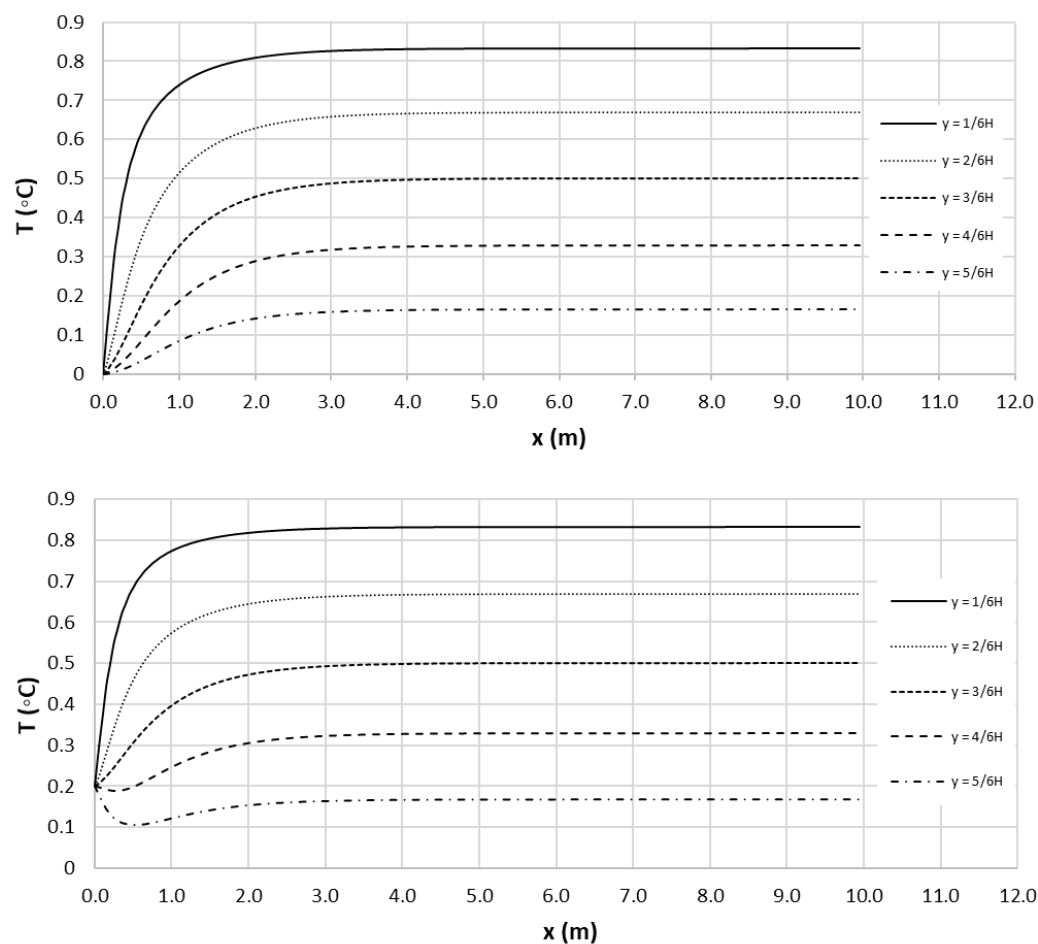 0.9
0.8
0.7
0.6
0.5
0.4
0.3
0.2
0.1
0
T (◦C)
0.0 1.0 2.0 3.0 4.0 5.0 6.0 7.0 8.0 9.0 10.0 11.0 12.0
x (m)
y = 1/6H
y = 2/6H
y = 3/6H
y = 4/6H
y = 5/6H
0.9
0.8
0.7
0.6
0.5
0.4
0.3
0.2
0.1
0
T (◦C)
0.0 1.0 2.0 3.0 4.0 5.0 6.0 7.0 8.0 9.0 10.0 11.0 12.0
x (m)
y = 1/6H
y = 2/6H
y = 3/6H
y = 4/6H
y = 5/6H